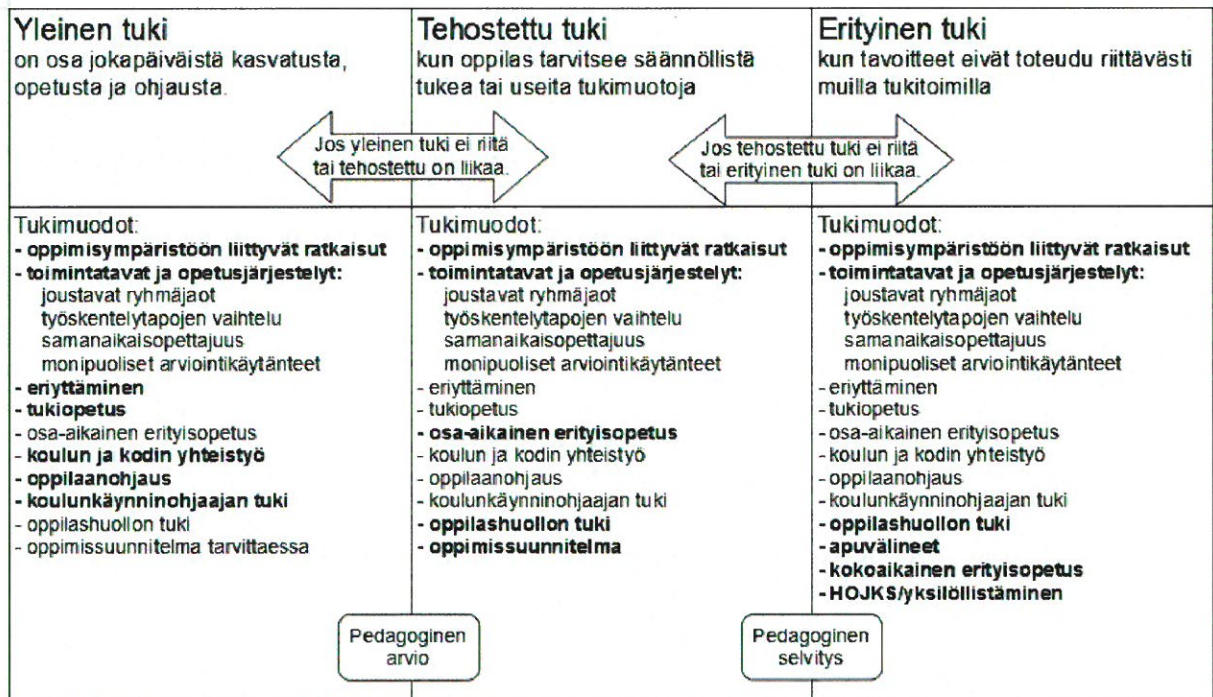 Yleinen tuki
on osa jokapäiväistä kasvatusta,
opetusta ja ohjausta.
Tehostettu tuki
kun oppilas tarvitsee säännöllistä
tukea tai useita tukimuotoja
Erityinen tuki
kun tavoitteet eivät toteudu riittävästi
muilla tukitoimilla
Jos yleinen tuki ei riitä
tai tehostettu on liikaa.
Jos tehostettu tuki ei riitä
tai erityinen tuki on liikaa.
Tukimuodot:
- oppimisympäristöön liittyvät ratkaisut
- toimintatavat ja opetusjärjestelyt:
joustavat ryhmäjaot
työskentelytapojen vaihtelu
samanaikaisopettajuus
monipuoliset arviointikäytänteet
- eriyttäminen
- tukiopetus
- osa-aikainen erityisopetus
- koulun ja kodin yhteistyö
- oppilaanohjaus
- koulunkäynninohjaajan tuki
- oppilashuollon tuki
- oppimissuunnitelma tarvittaessa
Tukimuodot:
- oppimisympäristöön liittyvät ratkaisut
- toimintatavat ja opetusjärjestelyt:
joustavat ryhmäjaot
työskentelytapojen vaihtelu
samanaikaisopettajuus
monipuoliset arviointikäytänteet
- eriyttäminen
- tukiopetus
- osa-aikainen erityisopetus
- koulun ja kodin yhteistyö
- oppilaanohjaus
- koulunkäynninohjaajan tuki
- oppilashuollon tuki
- oppimissuunnitelma
Tukimuodot:
- oppimisympäristöön liittyvät ratkaisut
- toimintatavat ja opetusjärjestelyt:
joustavat ryhmäjaot
työskentelytapojen vaihtelu
samanaikaisopettajuus
monipuoliset arviointikäytänteet
- eriyttäminen
- tukiopetus
- osa-aikainen erityisopetus
- koulun ja kodin yhteistyö
- oppilaanohjaus
- koulunkäynninohjaajan tuki
- oppilashuollon tuki
- apuvälineet
- kokoaikainen erityisopetus
- HOJKS/yksilöllistäminen
Pedagoginen
arvio
Pedagoginen
selvitys